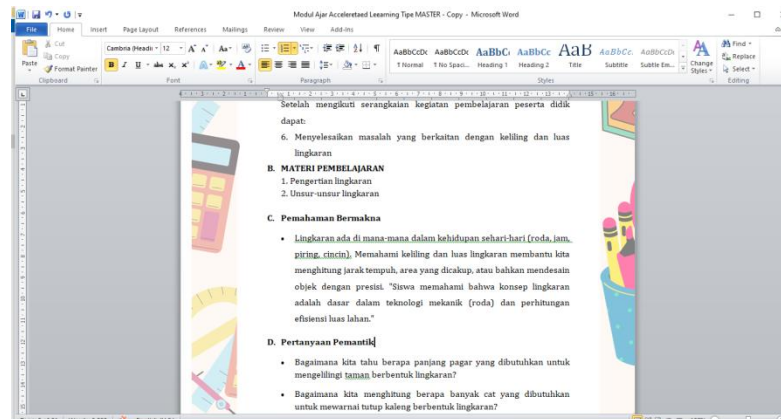 Modul Ajar Acceleretaed Leearning Tipe MASTER - Copy - Microsoft Word
File Home Insert Page Layout References Mailings Review View Add-Ins
Cut
Copy
Format Painter
Paste
Clipboard
Cambria (Headi 12
Font
Paragraph
AaBbCcDc AaBbCcDc AaBbC AaBbCc AaB AaBbCc. AaBbCcDi
¶ Normal ¶ No Spaci... Heading 1 Heading 2 Title Subtitle Subtle Em...
Change Styles
Styles
Find
Replace
Select
Editing
Setelah mengikuti serangkaian kegiatan pembelajaran peserta didik
dapat:
6. Menyelesaikan masalah yang berkaitan dengan keliling dan luas
lingkaran
B. MATERI PEMBELAJARAN
1. Pengertian lingkaran
2. Unsur-unsur lingkaran
C. Pemahaman Bermakna
• Lingkaran ada di mana-mana dalam kehidupan sehari-hari (roda, jam,
piring, cincin). Memahami keliling dan luas lingkaran membantu kita
menghitung jarak tempuh, area yang dicakup, atau bahkan mendesain
objek dengan presisi. "Siswa memahami bahwa konsep lingkaran
adalah dasar dalam teknologi mekanik (roda) dan perhitungan
efisiensi luas lahan."
D. Pertanyaan Pemantik
• Bagaimana kita tahu berapa panjang pagar yang dibutuhkan untuk
mengelilingi taman berbentuk lingkaran?
• Bagaimana kita menghitung berapa banyak cat yang dibutuhkan
untuk mewarnai tutup kaleng berbentuk lingkaran?